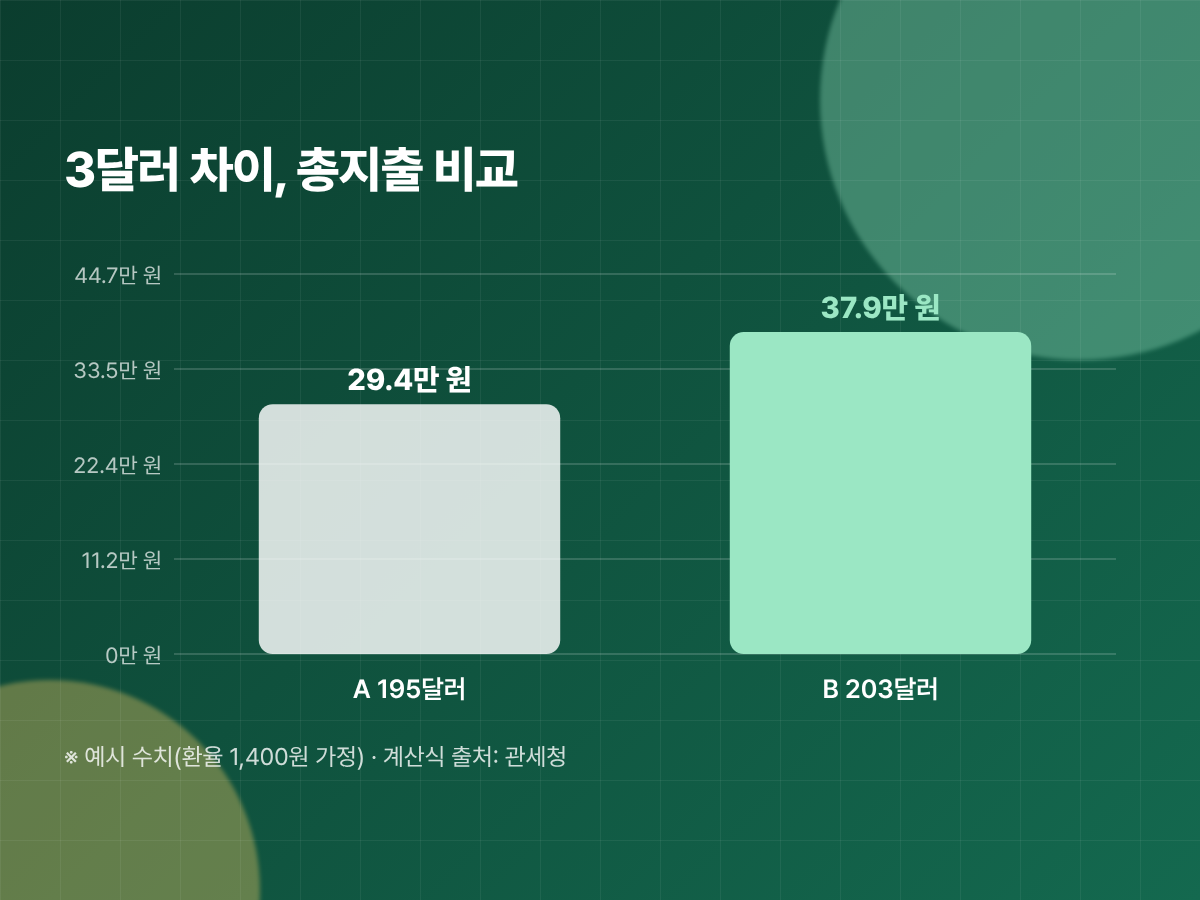 3달러 차이, 총지출 비교
44.7만 원
37.9만 원
33.5만 원
29.4만 원
22.4만 원
11.2만 원
0만 원
A 195달러
B 203달러
※ 예시 수치(환율 1,400원 가정) · 계산식 출처: 관세청